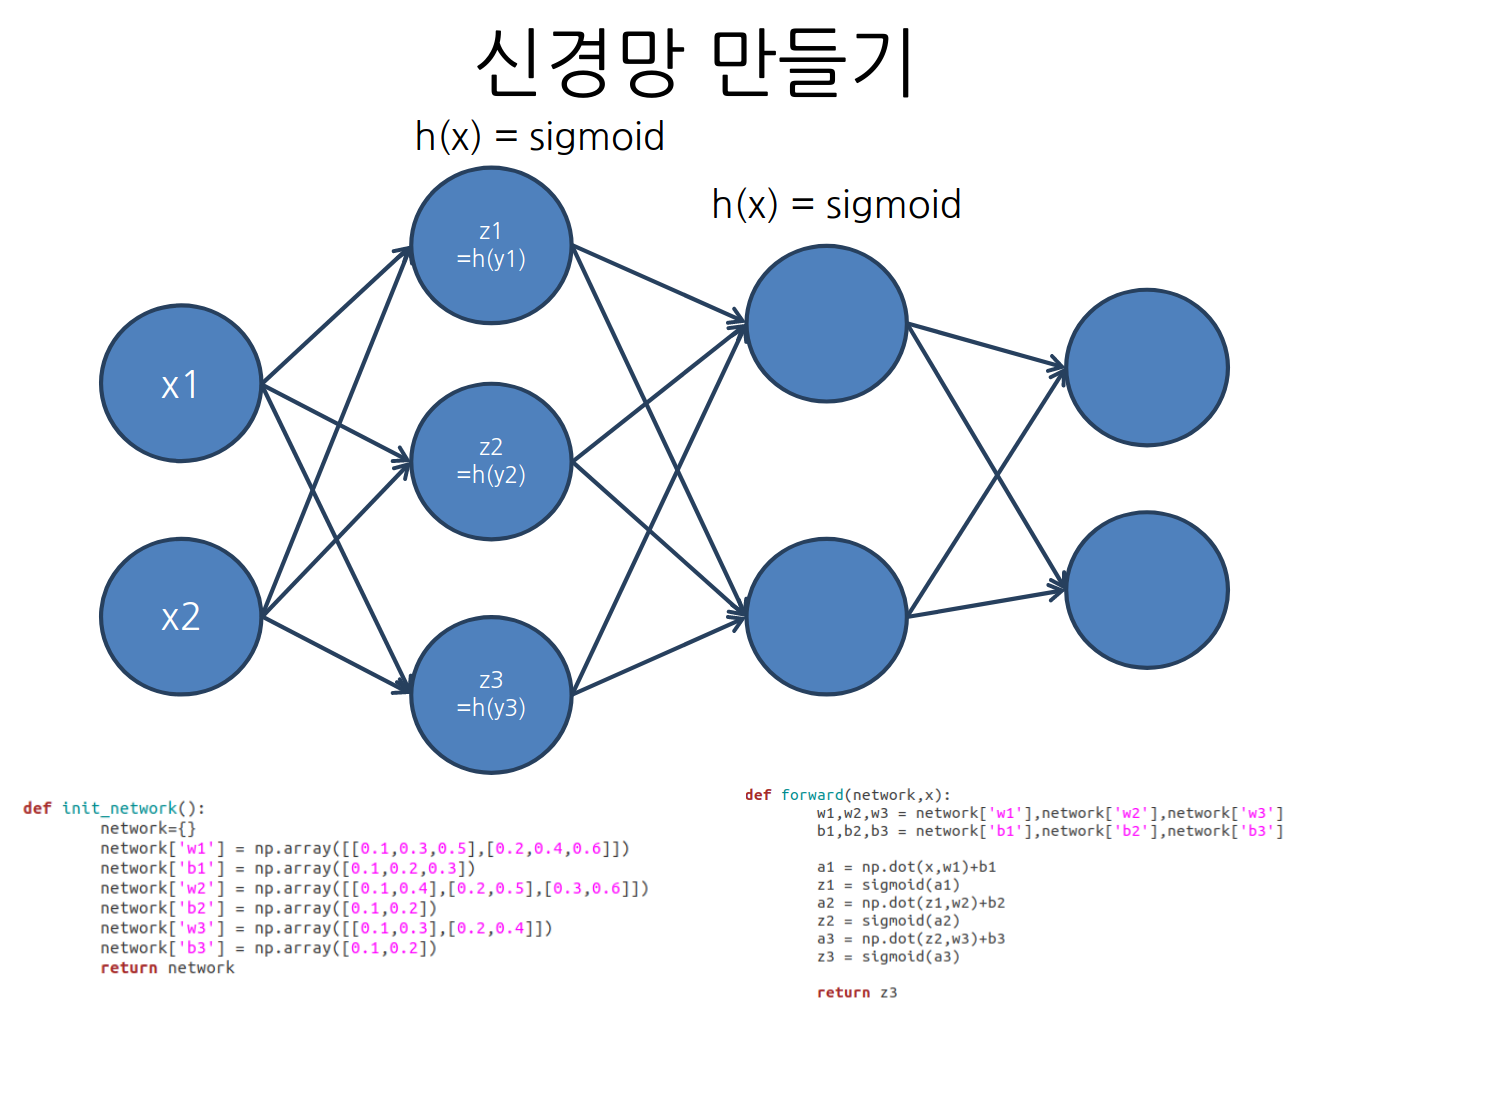 신경망 만들기
h(x) = sigmoid
h(x) = sigmoid
z1
=h(y1)
x1
z2
=h(y2)
x2
z3
=h(y3)
def init_network():
network={}
network['w1'] = np.array([[0.1,0.3,0.5],[0.2,0.4,0.6]])
network['b1'] = np.array([0.1,0.2,0.3])
network['w2'] = np.array([[0.1,0.4],[0.2,0.5],[0.3,0.6]])
network['b2'] = np.array([0.1,0.2])
network['w3'] = np.array([[0.1,0.3],[0.2,0.4]])
network['b3'] = np.array([0.1,0.2])
return network
def forward(network,x):
w1,w2,w3 = network['w1'],network['w2'],network['w3']
b1,b2,b3 = network['b1'],network['b2'],network['b3']
a1 = np.dot(x,w1)+b1
z1 = sigmoid(a1)
a2 = np.dot(z1,w2)+b2
z2 = sigmoid(a2)
a3 = np.dot(z2,w3)+b3
z3 = sigmoid(a3)
return z3